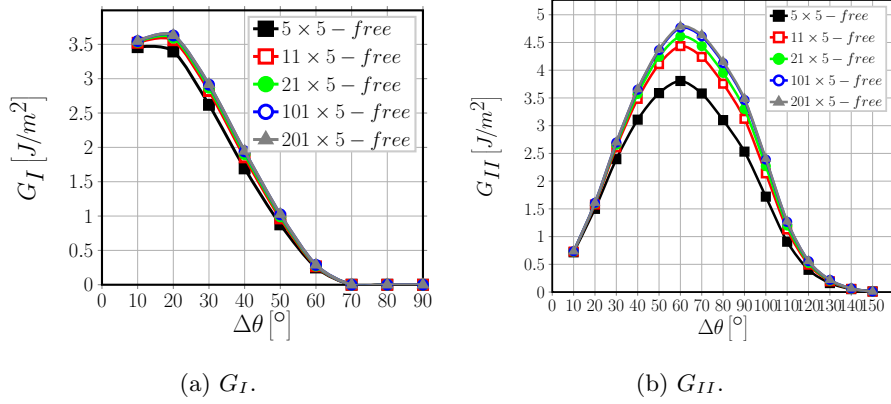 G_I [J/m²]
3.5
3
2.5
2
1.5
1
0.5
0
0 10 20 30 40 50 60 70 80 90
Δθ [°]
5 × 5 − free
11 × 5 − free
21 × 5 − free
101 × 5 − free
201 × 5 − free
(a) G_I.
G_II [J/m²]
5
4.5
4
3.5
3
2.5
2
1.5
1
0.5
0
0 10 20 30 40 50 60 70 80 90 100 110 120 130 140 150
Δθ [°]
5 × 5 − free
11 × 5 − free
21 × 5 − free
101 × 5 − free
201 × 5 − free
(b) G_II.